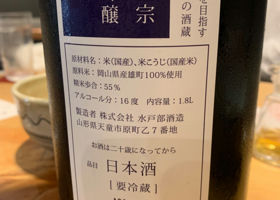 醸宗
を目指す
の酒蔵
原材料名：米(国産)、米こうじ(国産米)
原料米：岡山県産雄町100%使用
精米歩合：55%
アルコール分：16度 内容量：1.8L
製造者 株式会社 水戸部酒造
山形県天童市原町乙7番地
お酒は二十歳になってから
品目 日本酒
[要冷蔵]